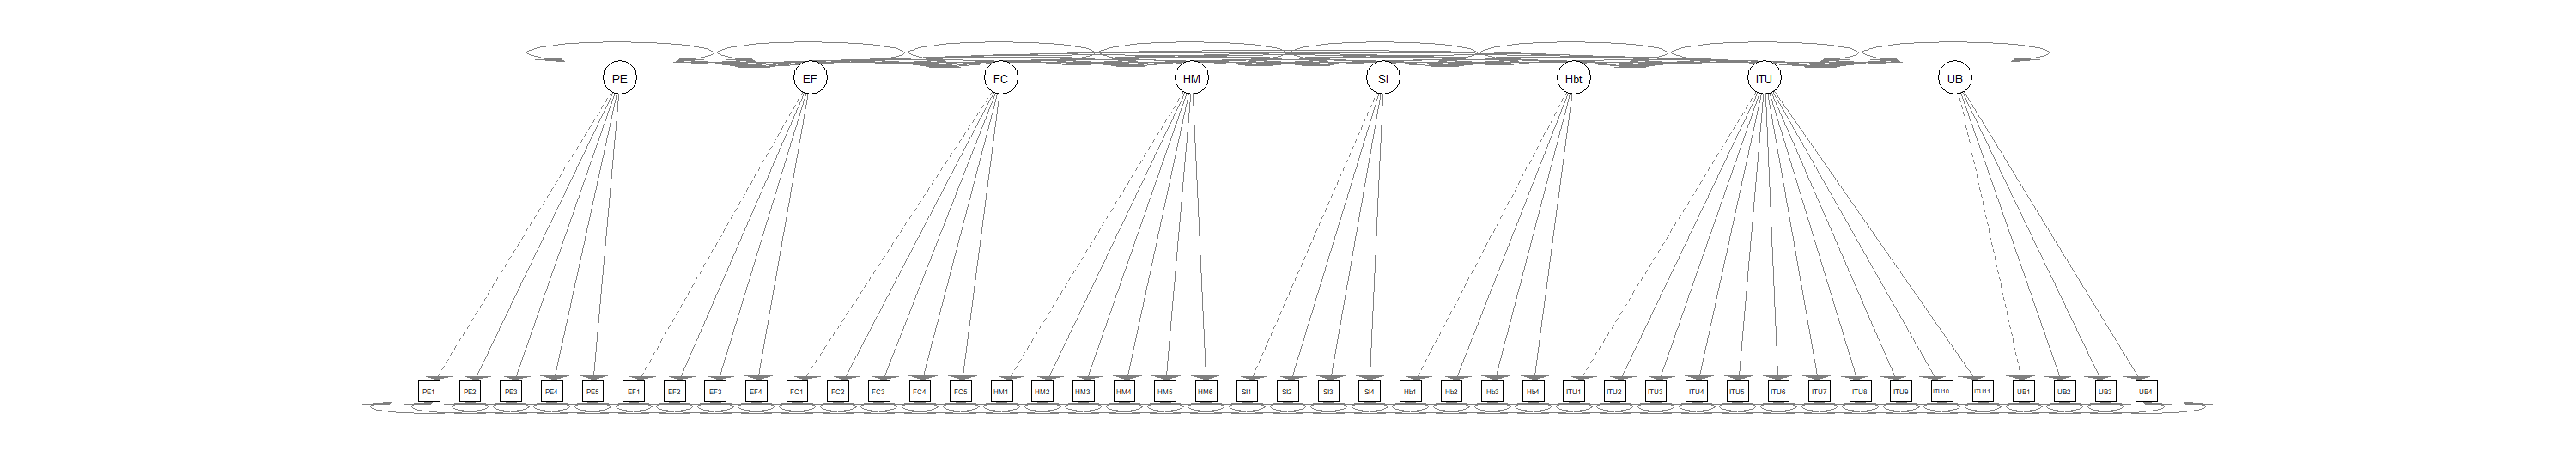 PE EF FC HM SI Hbt ITU UB
PE1 PE2 PE3 PE4 PE5 EF1 EF2 EF3 EF4 FC1 FC2 FC3 FC4 FC5 HM1 HM2 HM3 HM4 HM5 HM6 SI1 SI2 SI3 SI4 Hb1 Hb2 Hb3 Hb4 ITU1 ITU2 ITU3 ITU4 ITU5 ITU6 ITU7 ITU8 ITU9 ITU10 ITU11 UB1 UB2 UB3 UB4